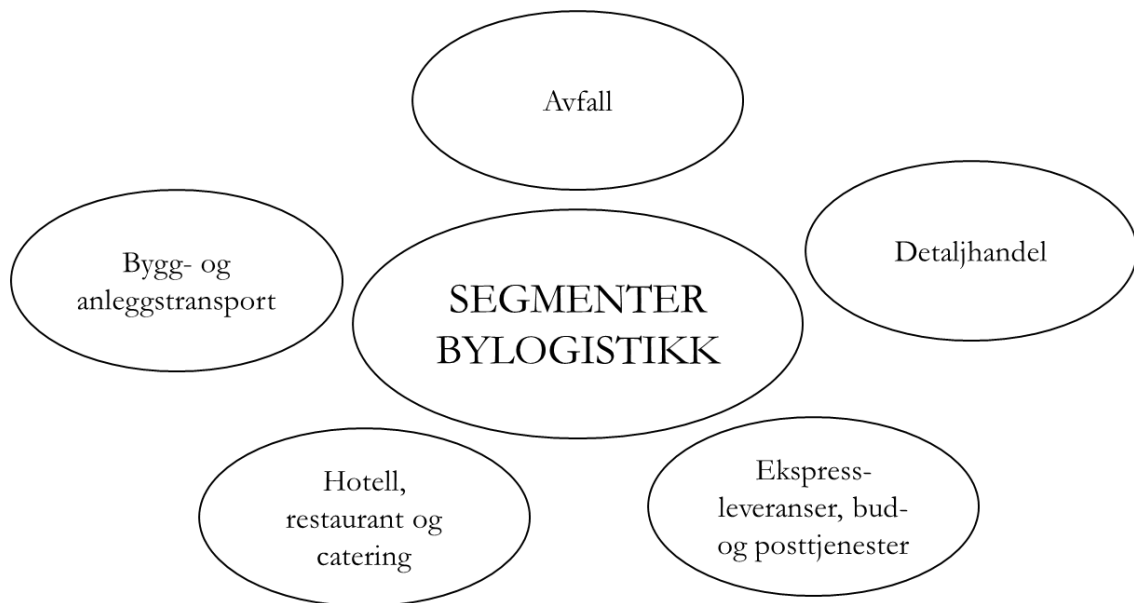 Avfall
Detaljhandel
Bygg- og
anleggstransport
SEGMENTER
BYLOGISTIKK
Hotell,
restaurant og
catering
Ekspress-
leveranser, bud-
og posttjenester